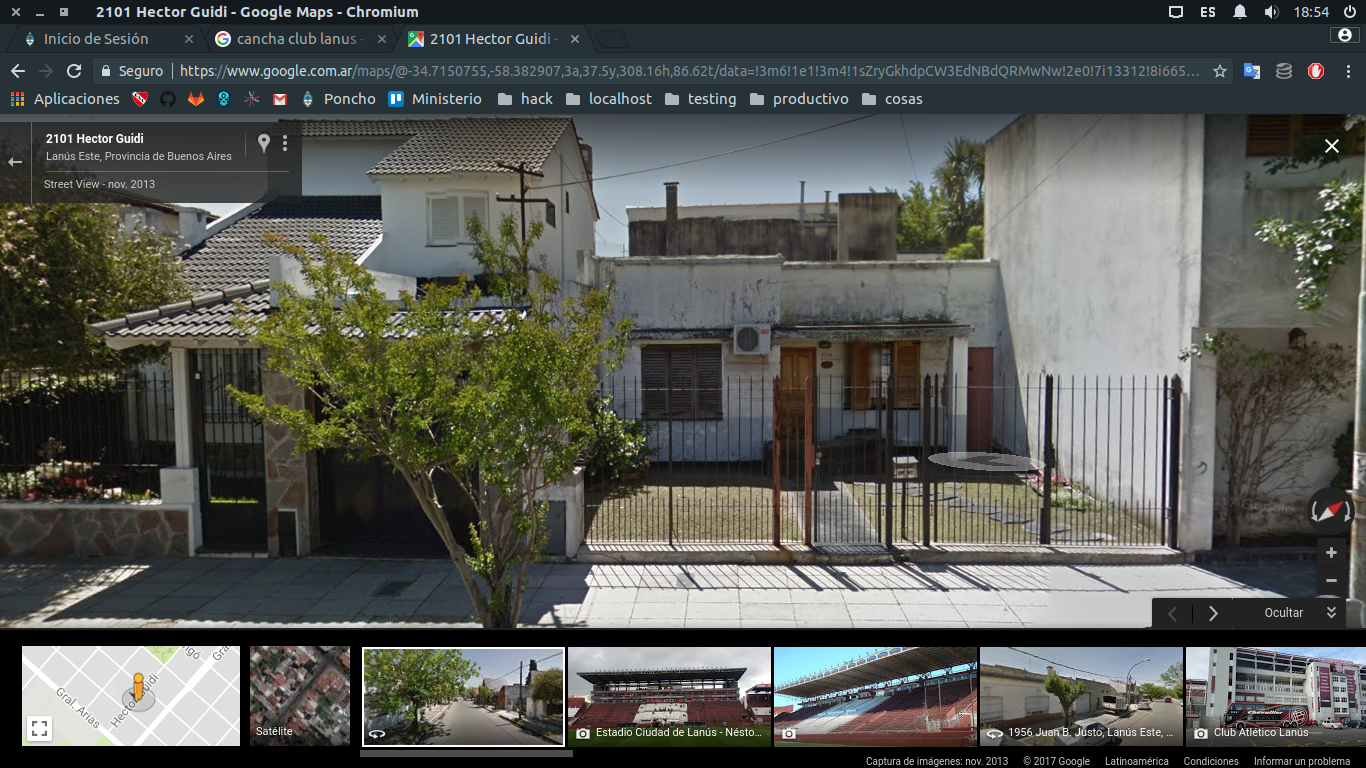 2101 Hector Guidi - Google Maps - Chromium
ES
18:54
Inicio de Sesión
cancha club lanus -
2101 Hector Guidi -
Seguro
https://www.google.com.ar/maps/@-34.7150755,-58.382907,3a,37.5y,308.16h,86.62t/data=!3m6!1e1!3m4!1sZryGkhdpCW3EdNBdQRMwNw!2e0!7i13312!8i665...
Aplicaciones
Poncho
Ministerio
hack
localhost
testing
productivo
cosas
2101 Hector Guidi
Lanús Este, Provincia de Buenos Aires
Street View - nov. 2013
Ocultar
Gral. Arias
Hector Guidi
Satélite
Estadio Ciudad de Lanús - Nésto...
1956 Juan B. Justo, Lanús Este, ...
Club Atlético Lanús
Captura de imágenes: nov. 2013
© 2017 Google
Latinoamérica
Condiciones
Informar un problema